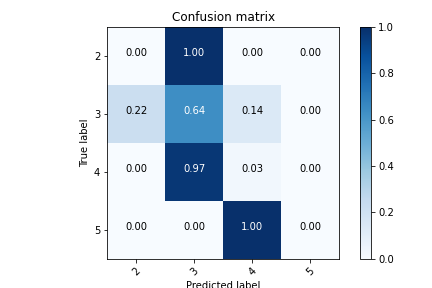 Confusion matrix
1.0
2 0.00 1.00 0.00 0.00
0.8
3 0.22 0.64 0.14 0.00
0.6
True label
0.4
4 0.00 0.97 0.03 0.00
0.2
5 0.00 0.00 1.00 0.00
0.0
2 3 4 5
Predicted label